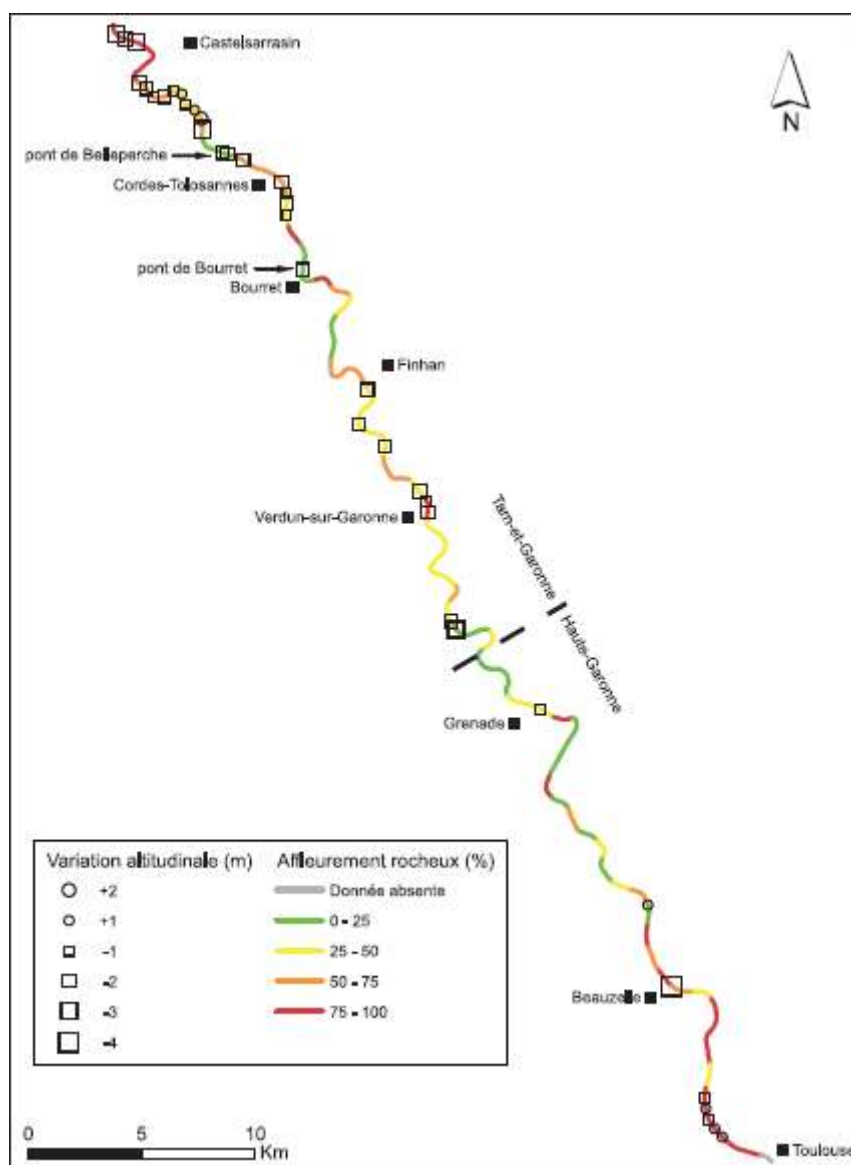 Castelsarrasin
N
pont de Belleperche
Cordes-Tolosannes
pont de Bourret
Bourret
Finhan
Verdun-sur-Garonne
Tarn-et-Garonne
Haute-Garonne
Grenade
Variation altitudinale (m) Affleurement rocheux (%)
+2 Donnée absente
+1 0 - 25
-1 25 - 50
-2 50 - 75
-3 75 - 100
-4
Beauzelle
0 5 10
Km
Toulouse